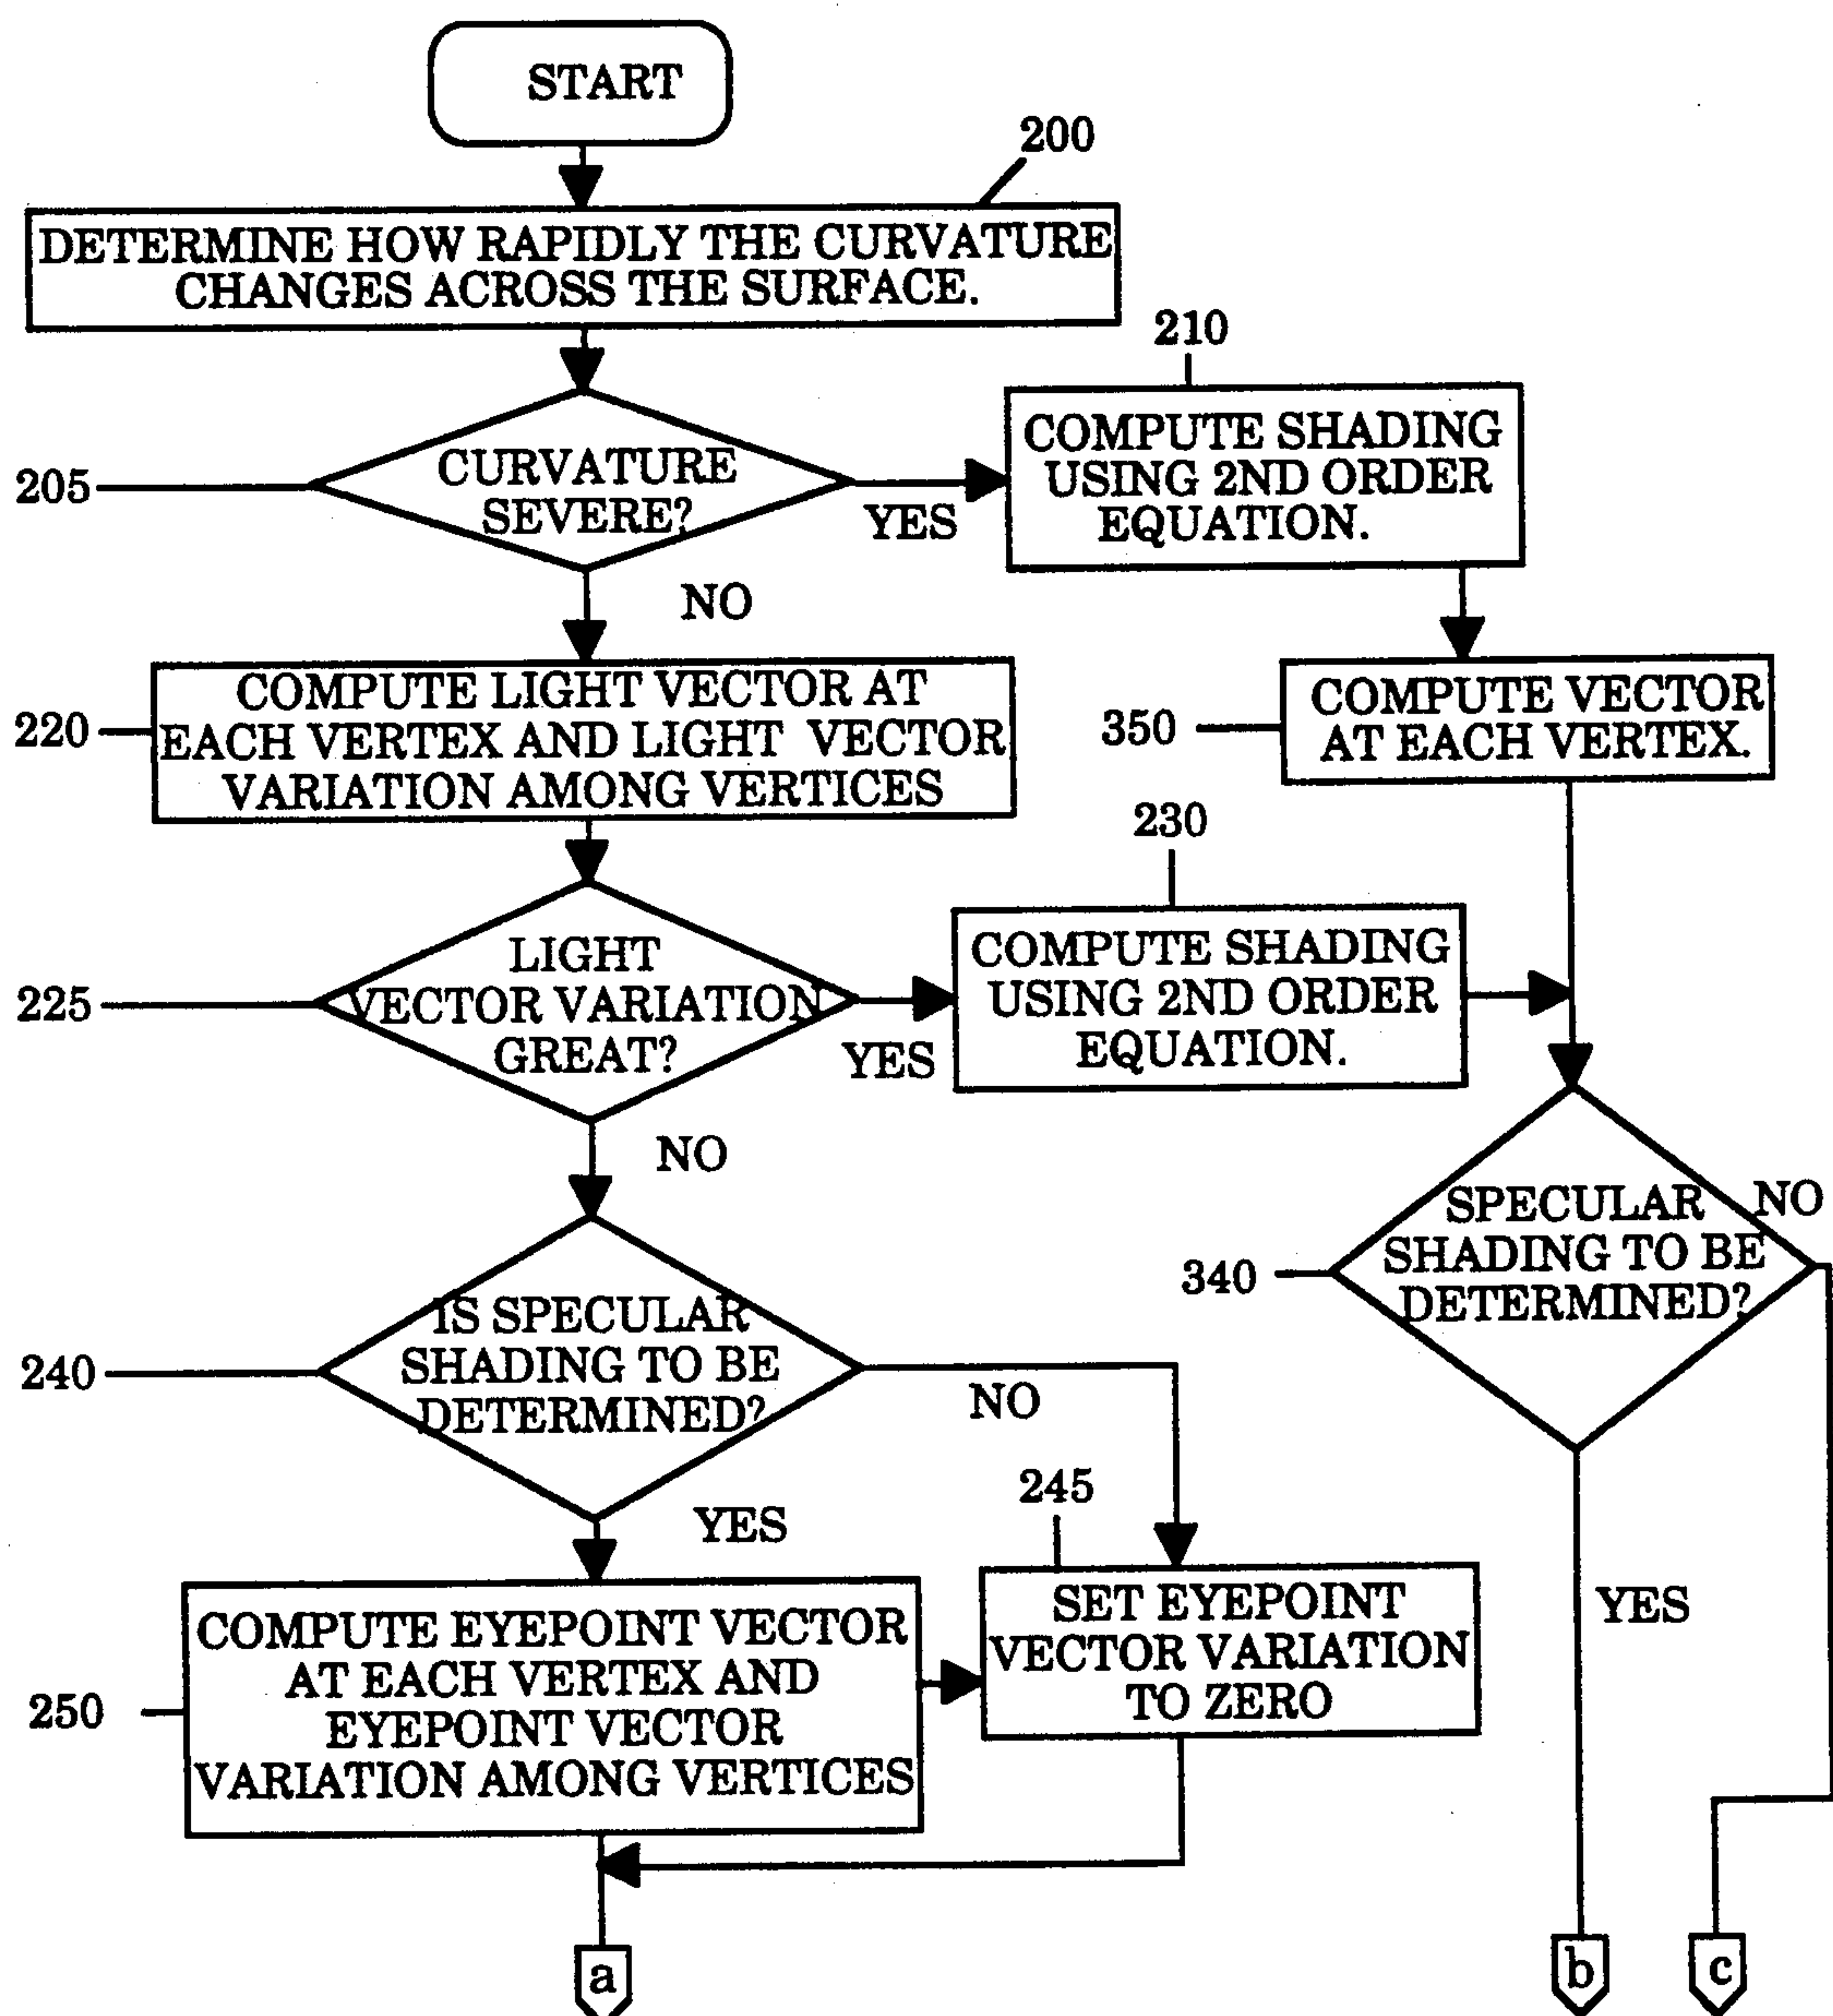 START
200
DETERMINE HOW RAPIDLY THE CURVATURE
CHANGES ACROSS THE SURFACE.
210
205
CURVATURE
SEVERE?
YES
COMPUTE SHADING
USING 2ND ORDER
EQUATION.
NO
220
COMPUTE LIGHT VECTOR AT
EACH VERTEX AND LIGHT VECTOR
VARIATION AMONG VERTICES
350
COMPUTE VECTOR
AT EACH VERTEX.
230
225
LIGHT
VECTOR VARIATION
GREAT?
YES
COMPUTE SHADING
USING 2ND ORDER
EQUATION.
NO
340
SPECULAR
SHADING TO BE
DETERMINED?
NO
240
IS SPECULAR
SHADING TO BE
DETERMINED?
NO
245
YES
YES
250
COMPUTE EYEPOINT VECTOR
AT EACH VERTEX AND
EYEPOINT VECTOR
VARIATION AMONG VERTICES
SET EYEPOINT
VECTOR VARIATION
TO ZERO
a
b
c